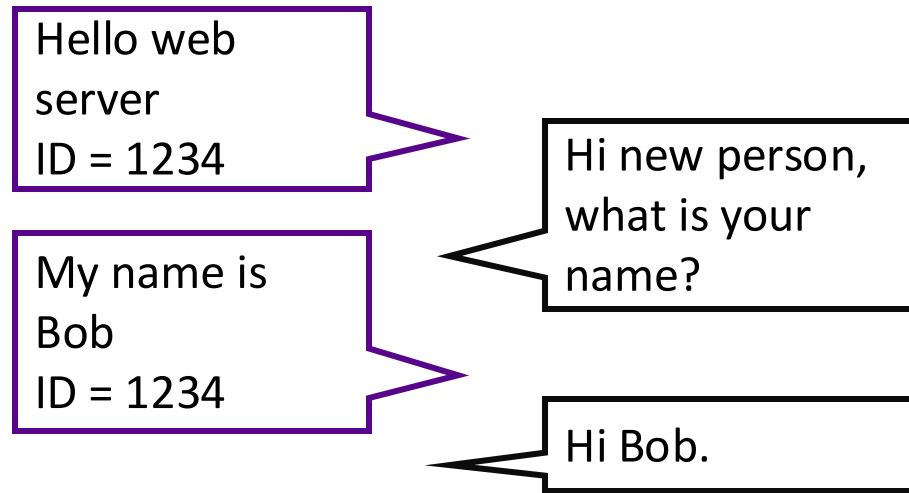 Hello web
server
ID = 1234
Hi new person,
what is your
name?
My name is
Bob
ID = 1234
Hi Bob.